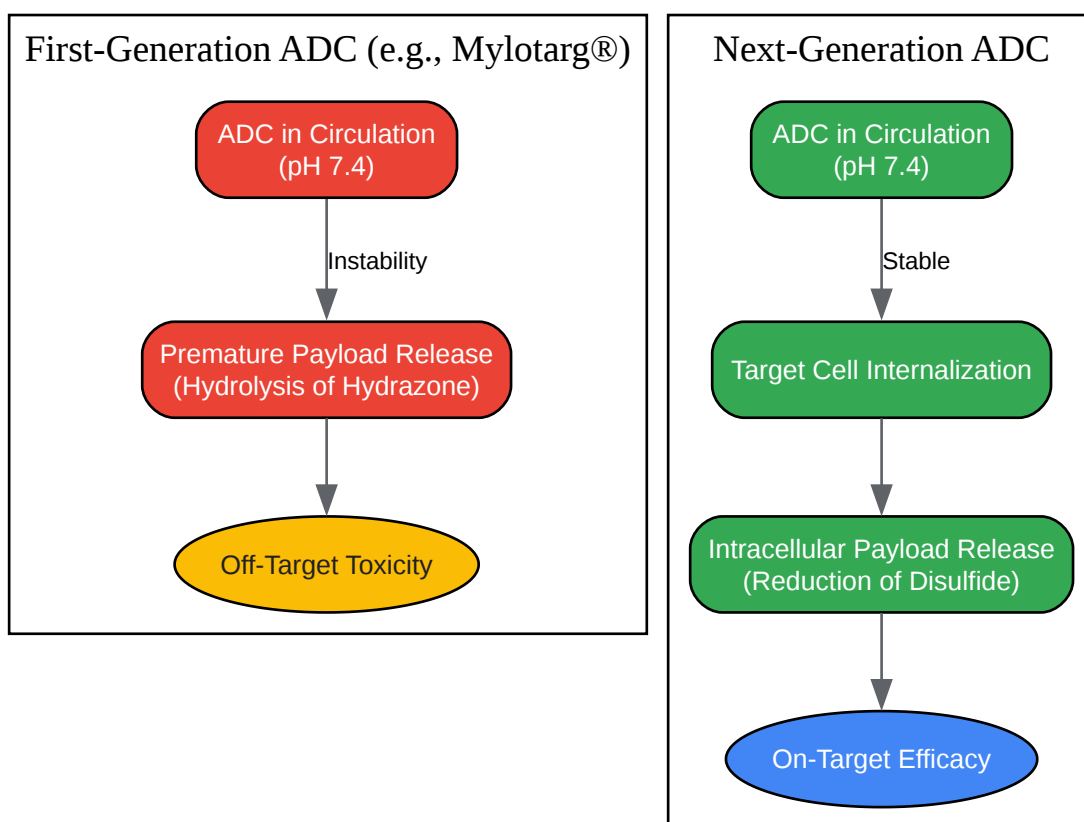 First-Generation ADC (e.g., Mylotarg®)
ADC in Circulation
(pH 7.4)
Instability
Premature Payload Release
(Hydrolysis of Hydrazone)
Off-Target Toxicity
Next-Generation ADC
ADC in Circulation
(pH 7.4)
Stable
Target Cell Internalization
Intracellular Payload Release
(Reduction of Disulfide)
On-Target Efficacy